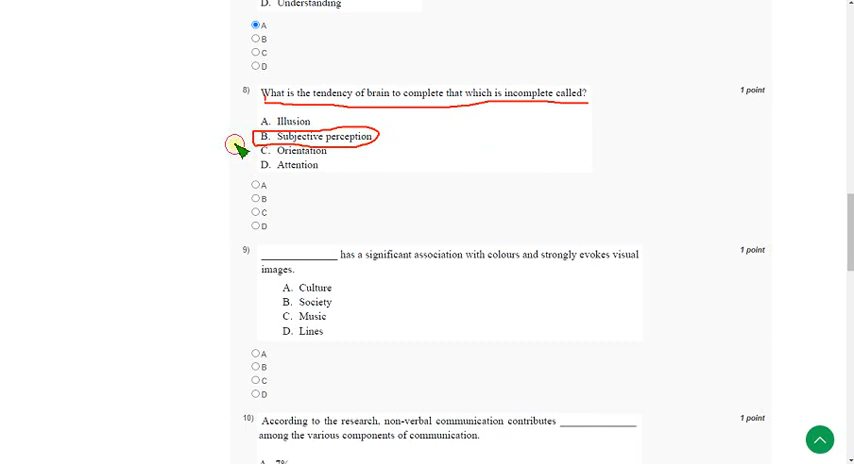 D. Understanding
A
B
C
D
8) What is the tendency of brain to complete that which is incomplete called? 1 point
A. Illusion
B. Subjective perception
C. Orientation
D. Attention
A
B
C
D
9) ______________ has a significant association with colours and strongly evokes visual 1 point
images.
A. Culture
B. Society
C. Music
D. Lines
A
B
C
D
10) According to the research, non-verbal communication contributes ______________ 1 point
among the various components of communication.
A. 7%